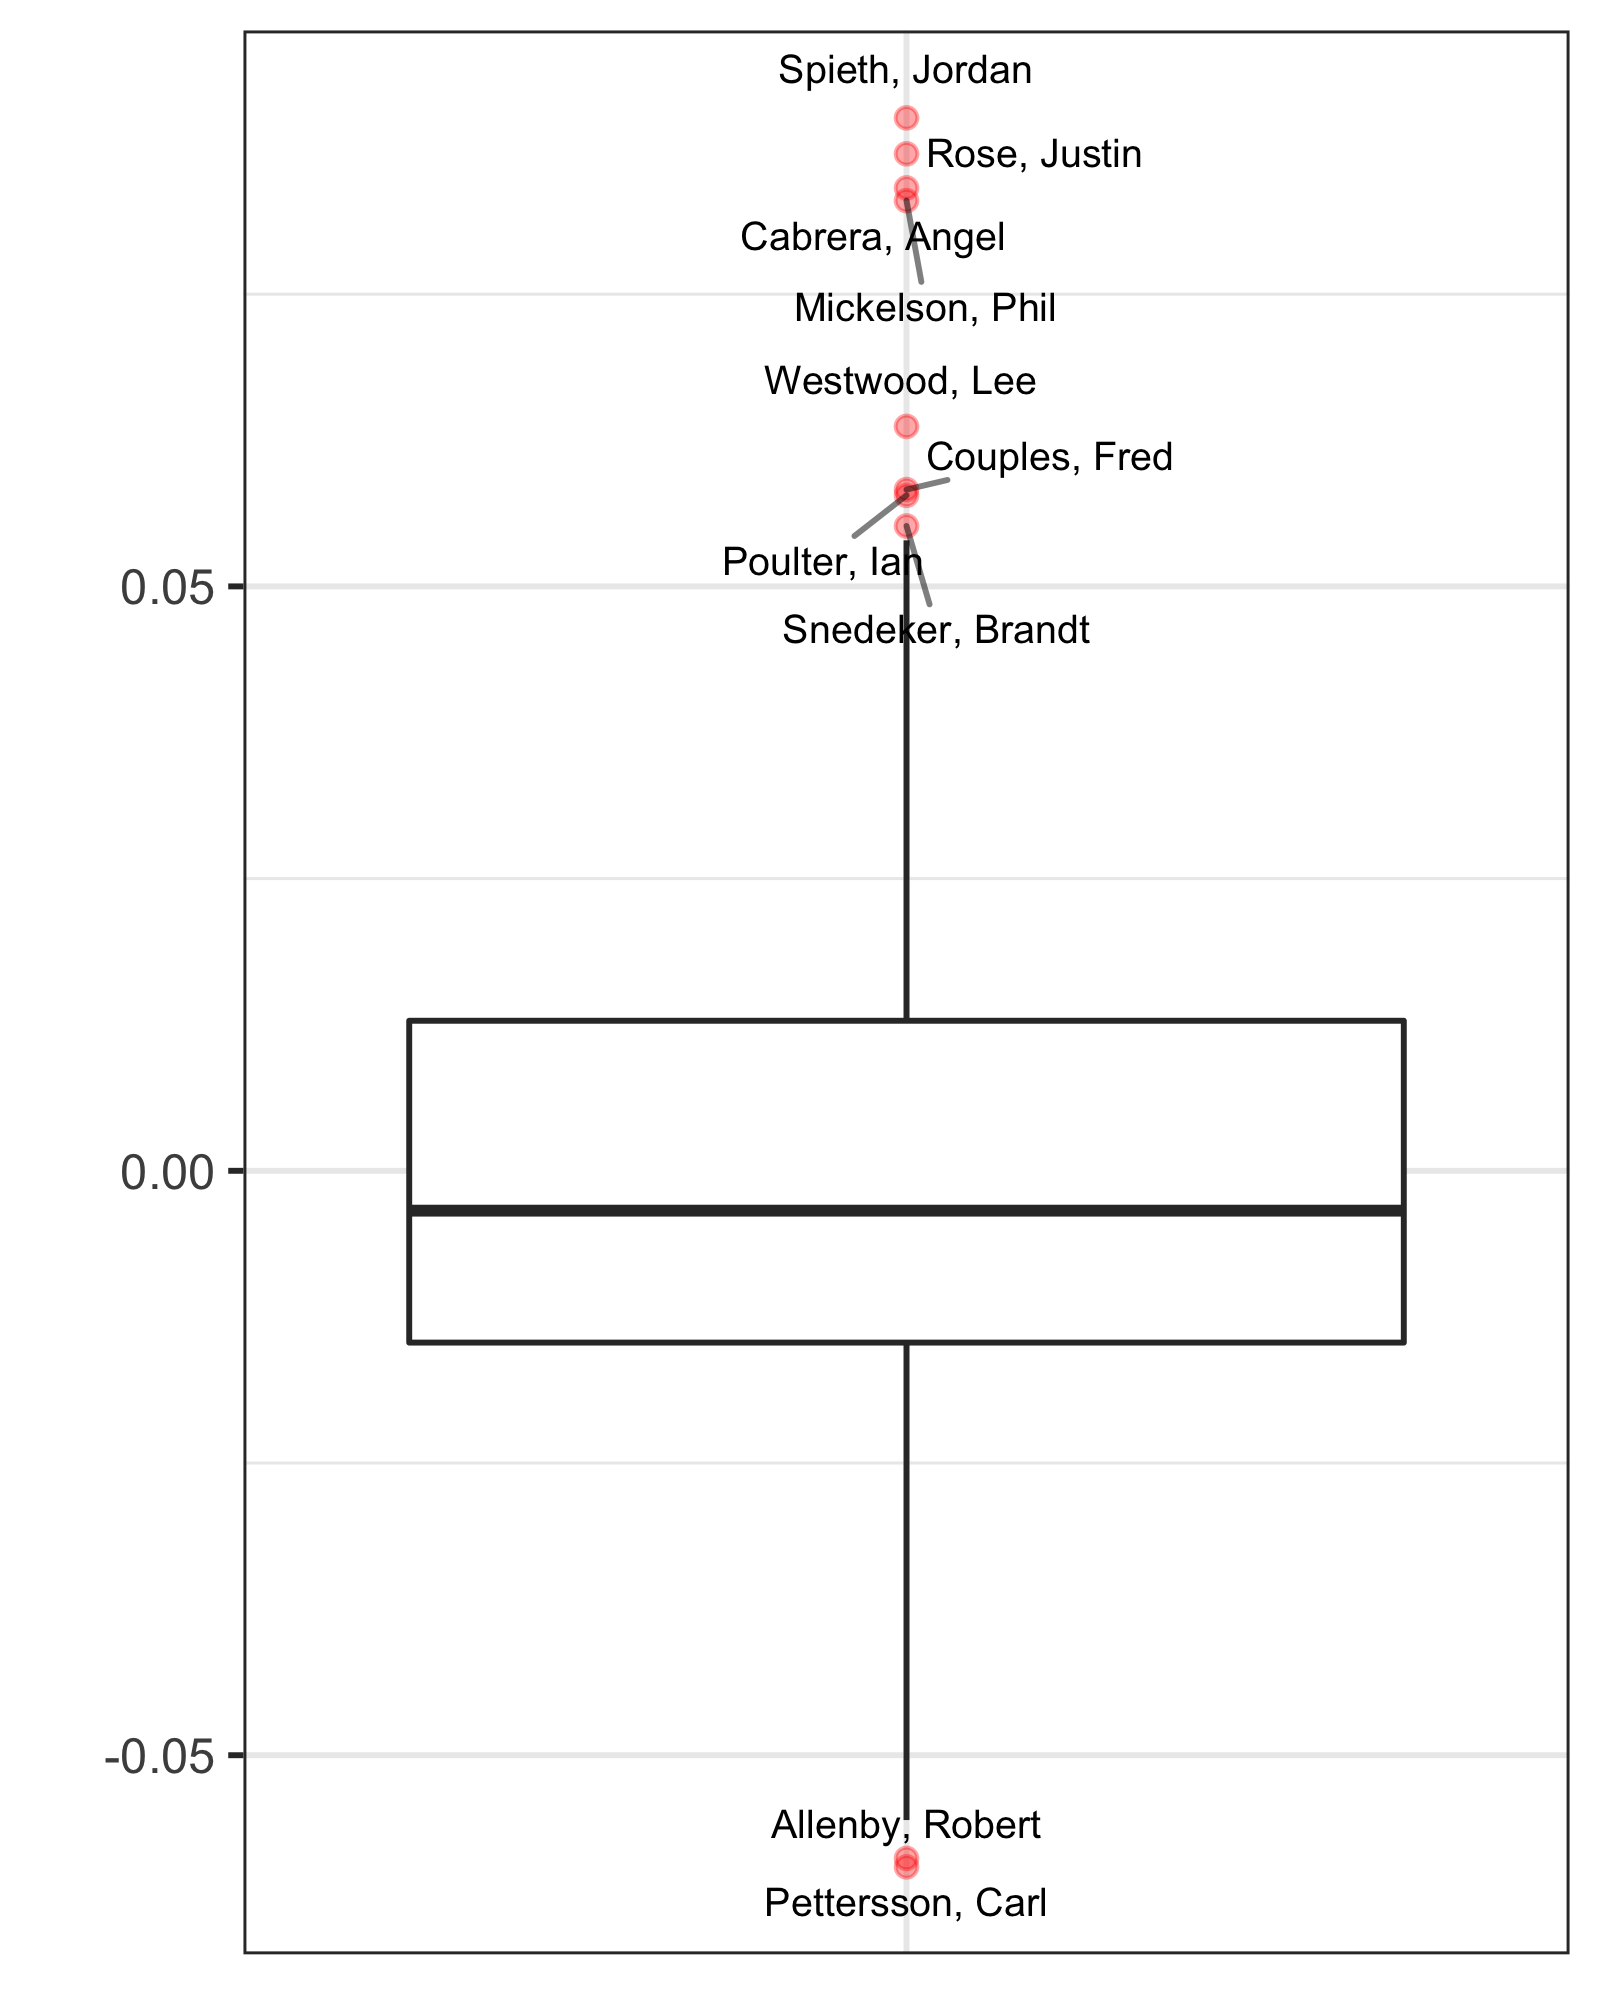 Spieth, Jordan
Rose, Justin
Cabrera, Angel
Mickelson, Phil
Westwood, Lee
Couples, Fred
Poulter, Ian
0.05
Snedeker, Brandt
0.00
-0.05
Allenby, Robert
Pettersson, Carl